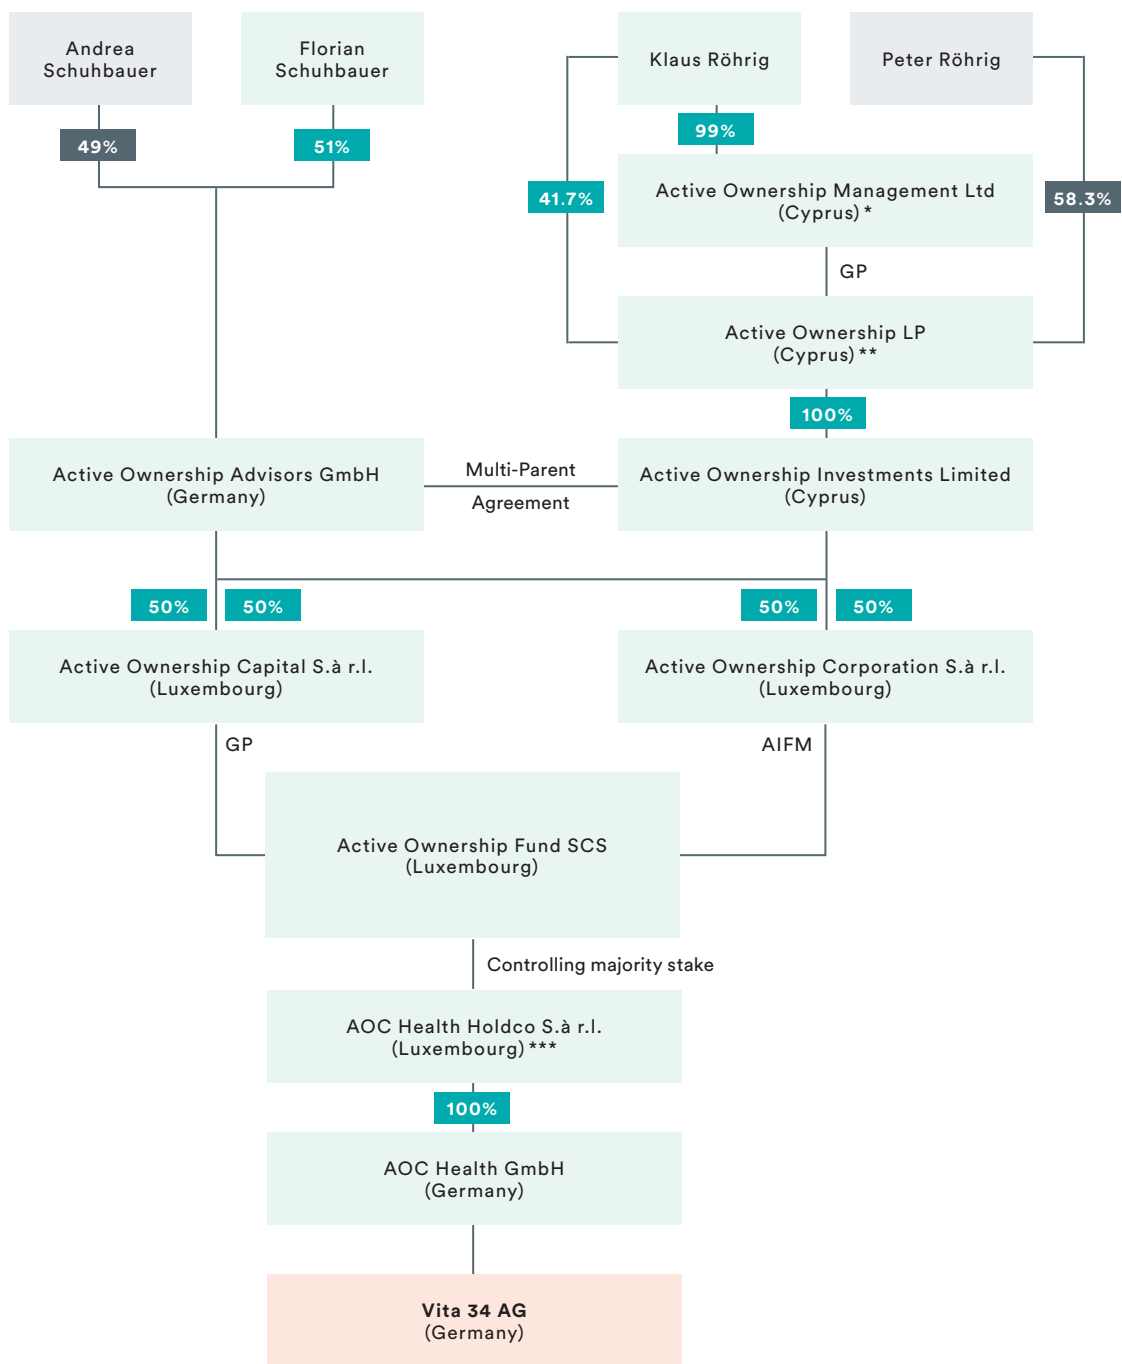 Andrea
Schuhbauer
Florian
Schuhbauer
Klaus Röhrig
Peter Röhrig
49%
51%
99%
41.7%
58.3%
Active Ownership Management Ltd
(Cyprus) *
GP
Active Ownership LP
(Cyprus) **
100%
Active Ownership Advisors GmbH
(Germany)
Multi-Parent
Agreement
Active Ownership Investments Limited
(Cyprus)
50%
50%
50%
50%
Active Ownership Capital S.à r.l.
(Luxembourg)
Active Ownership Corporation S.à r.l.
(Luxembourg)
GP
AIFM
Active Ownership Fund SCS
(Luxembourg)
Controlling majority stake
AOC Health Holdco S.à r.l.
(Luxembourg) ***
100%
AOC Health GmbH
(Germany)
Vita 34 AG
(Germany)